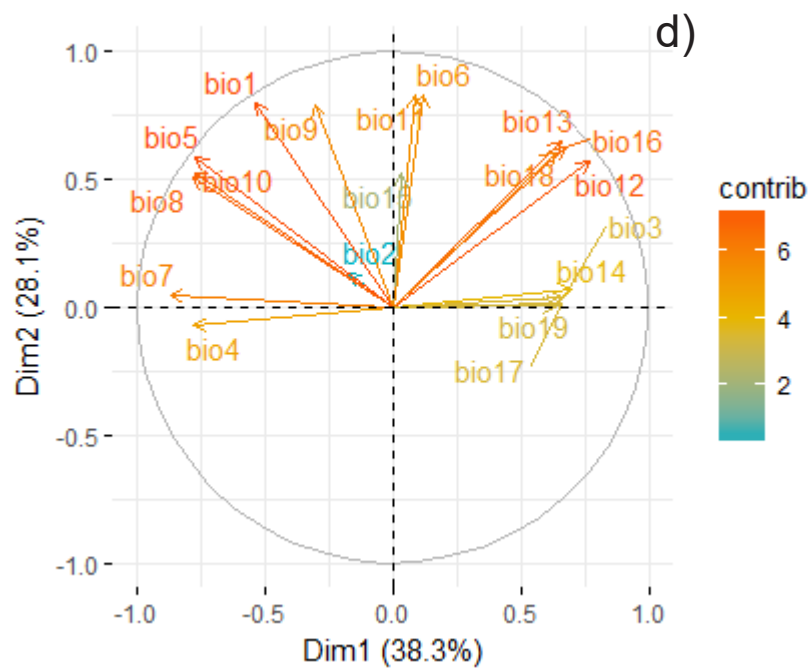 d)
1.0
0.5
0.0
-0.5
-1.0
Dim2 (28.1%)
bio1
bio6
bio9
bio1
bio5
bio13
bio16
bio10
bio18
bio12
bio8
bio2
bio3
bio7
bio14
bio19
bio4
bio17
-1.0
-0.5
0.0
0.5
1.0
Dim1 (38.3%)
contrib
6
4
2